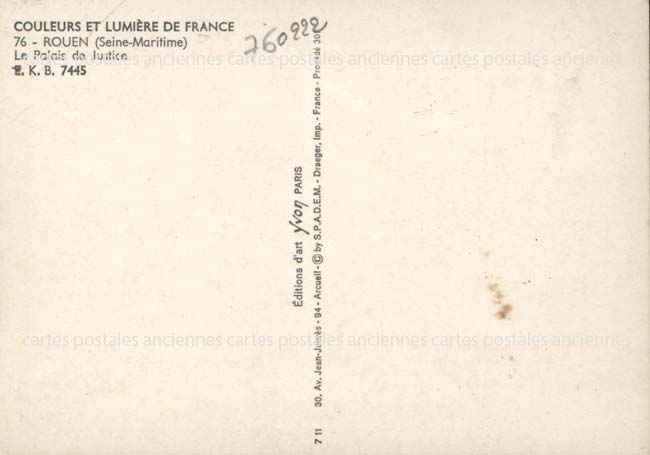 COULEURS ET LUMIÈRE DE FRANCE
76 - ROUEN (Seine-Maritime)
Le Palais de Justice
E. K. B. 7445
760222
cartes postales anciennes cartes postales anciennes cartes postales anciennes
Éditions d'art Yvon PARIS
7 11 30, Av. Jean-Jaurès - 94 - Arcueil - © by S.P.A.D.E.M. - Draeger, Imp. - France - Procédé 301
cartes postales anciennes cartes postales anciennes cartes postales anciennes